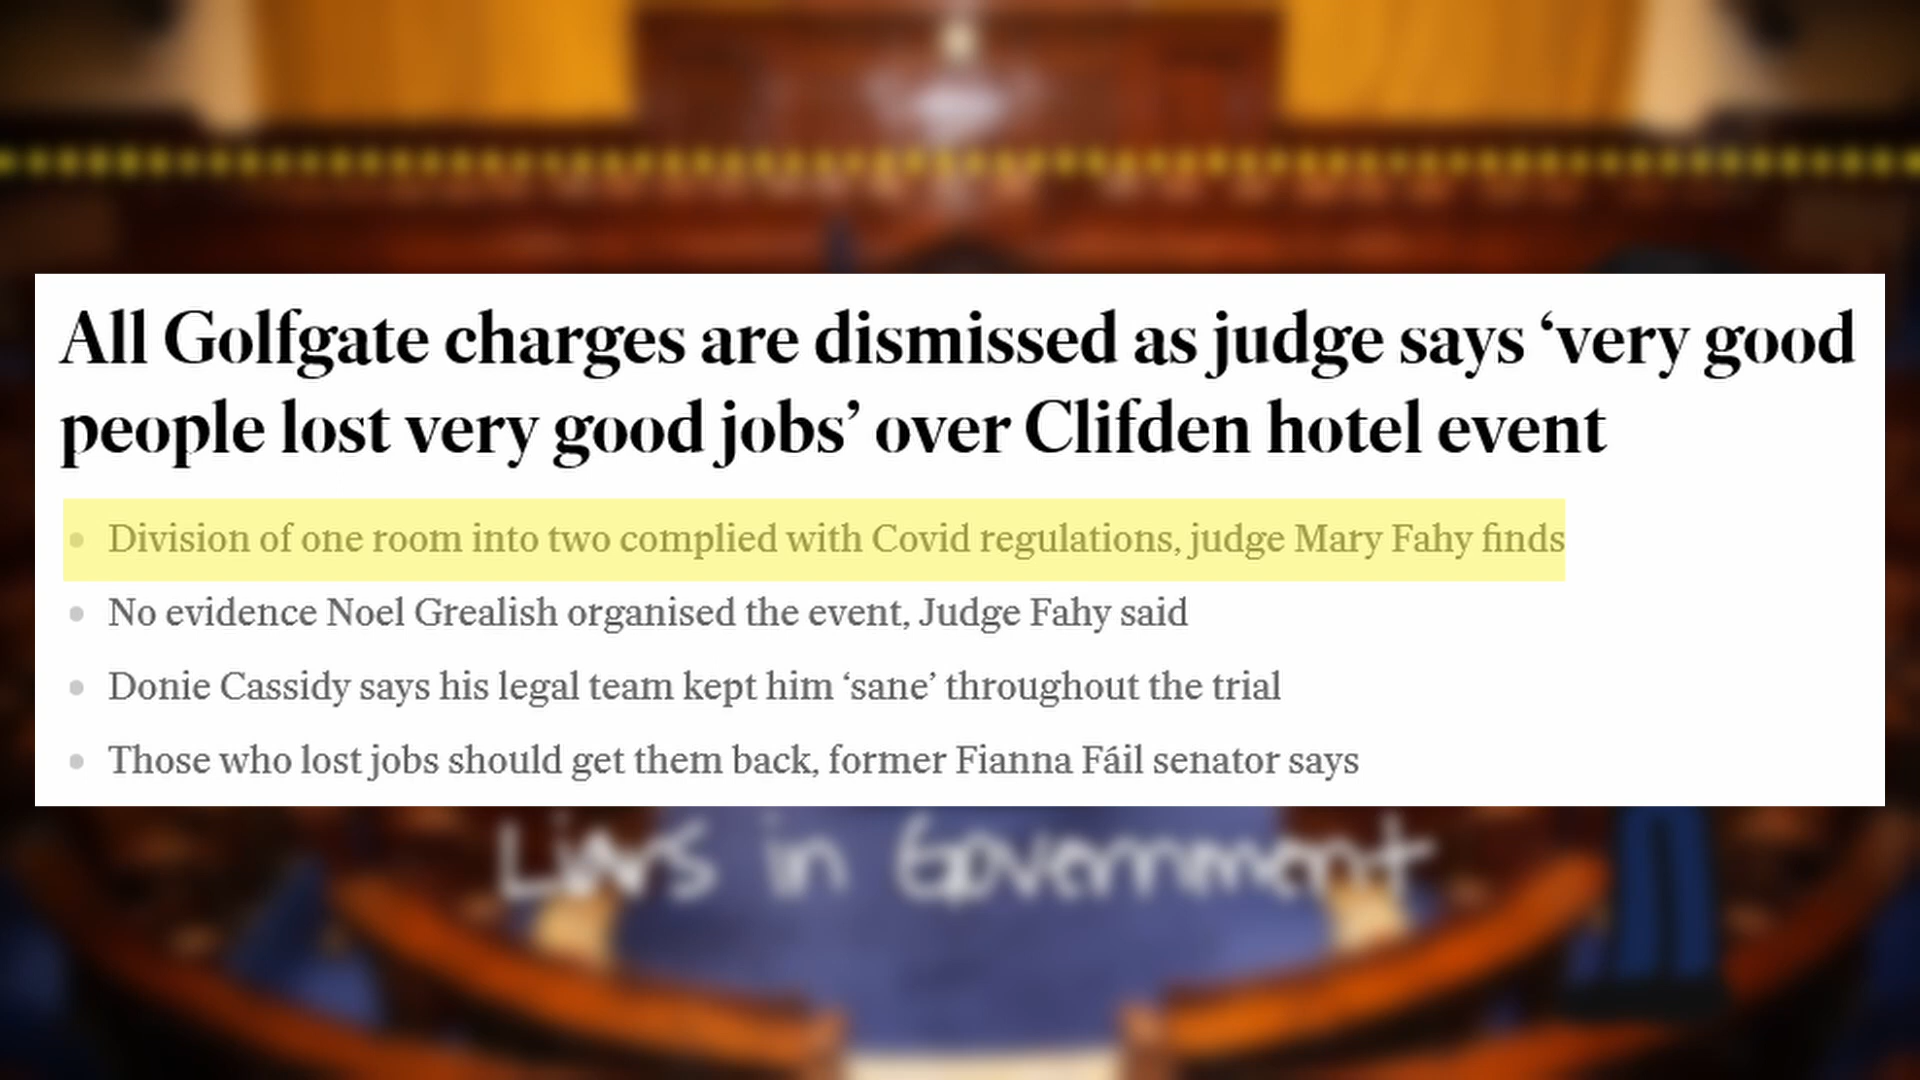 All Golfgate charges are dismissed as judge says ‘very good
people lost very good jobs’ over Clifden hotel event
Division of one room into two complied with Covid regulations, judge Mary Fahy finds
No evidence Noel Grealish organised the event, Judge Fahy said
Donie Cassidy says his legal team kept him ‘sane’ throughout the trial
Those who lost jobs should get them back, former Fianna Fáil senator says
Liars in Government